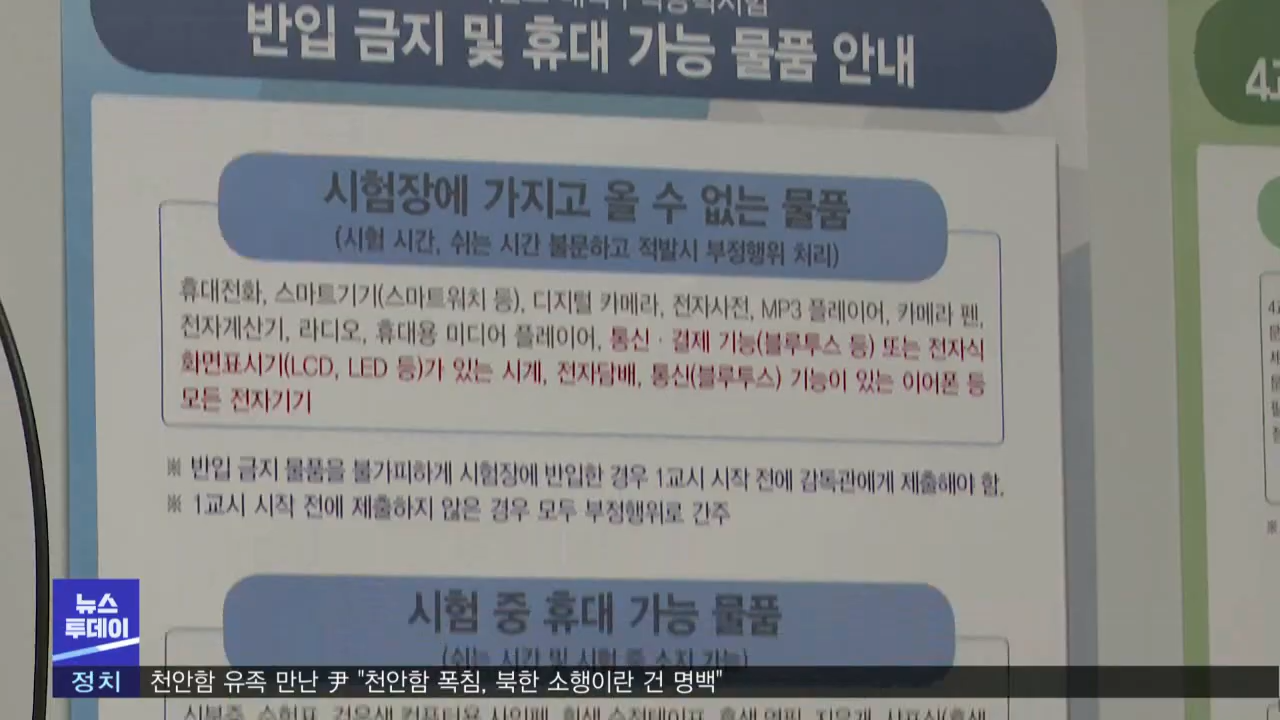 반입 금지 및 휴대 가능 물품 안내
시험장에 가지고 올 수 없는 물품
(시험 시간, 쉬는 시간 불문하고 적발시 부정행위 처리)
휴대전화, 스마트기기(스마트워치 등), 디지털 카메라, 전자사전, MP3 플레이어, 카메라 펜,
전자계산기, 라디오, 휴대용 미디어 플레이어, 통신·결제 기능(블루투스 등) 또는 전자식
화면표시기(LCD, LED 등)가 있는 시계, 전자담배, 통신(블루투스) 기능이 있는 이어폰 등
모든 전자기기
※ 반입 금지 물품을 불가피하게 시험장에 반입한 경우 1교시 시작 전에 감독관에게 제출해야 함.
※ 1교시 시작 전에 제출하지 않은 경우 모두 부정행위로 간주
시험 중 휴대 가능 물품
(쉬는 시간 및 시험 중 소지 가능)
뉴스
투데이
정치 천안함 유족 만난 尹 "천안함 폭침, 북한 소행이란 건 명백"